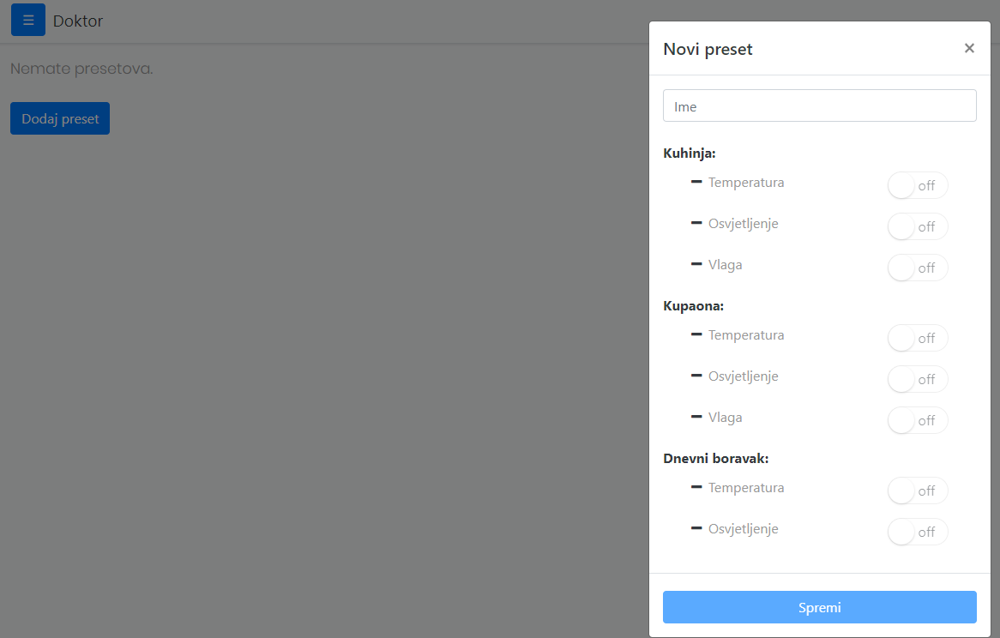 ☰ Doktor
Nemate presetova.
Dodaj preset
Novi preset ×
Ime
Kuhinja:
Temperatura off
Osvjetljenje off
Vlaga off
Kupaona:
Temperatura off
Osvjetljenje off
Vlaga off
Dnevni boravak:
Temperatura off
Osvjetljenje off
Spremi